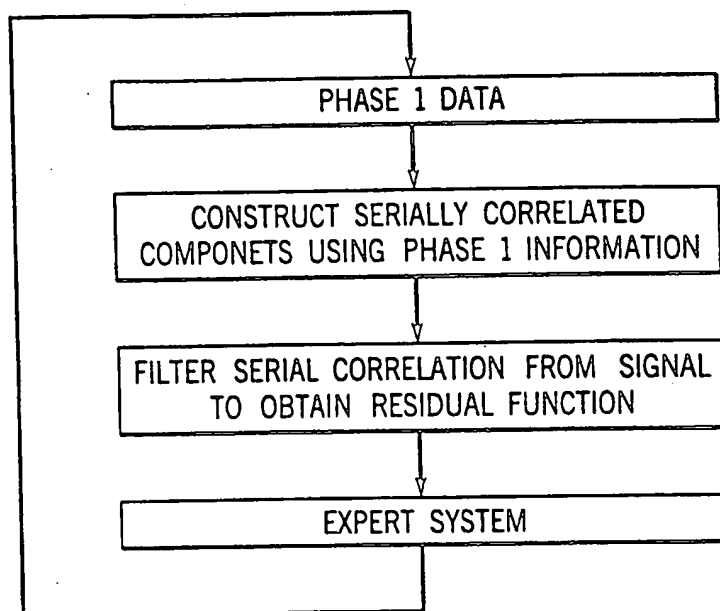 PHASE 1 DATA
CONSTRUCT SERIALLY CORRELATED
COMPONETS USING PHASE 1 INFORMATION
FILTER SERIAL CORRELATION FROM SIGNAL
TO OBTAIN RESIDUAL FUNCTION
EXPERT SYSTEM